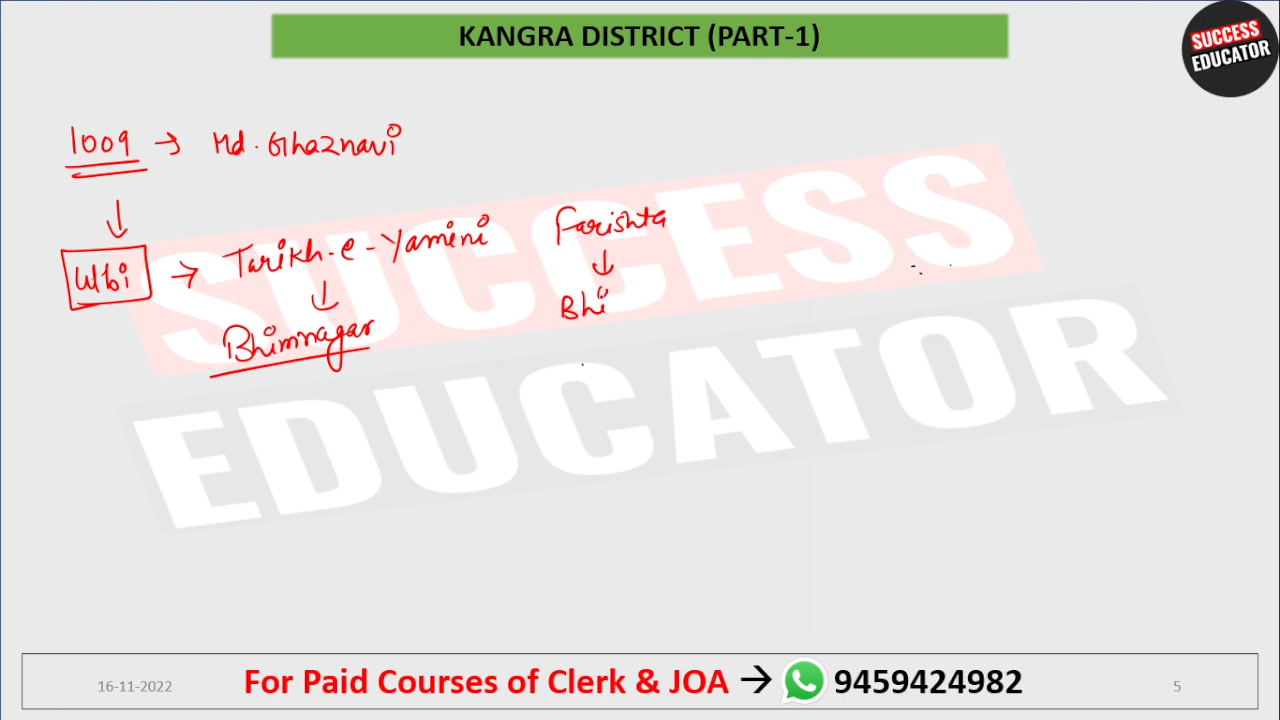 KANGRA DISTRICT (PART-1)
SUCCESS
EDUCATOR
1009 → Md. Ghaznavi
↓
Utbi → Tarikh-e-Yamini
↓
Bhimnagar
Farishta
↓
Bhi
SUCCESS
EDUCATOR
16-11-2022
For Paid Courses of Clerk & JOA → 9459424982
5